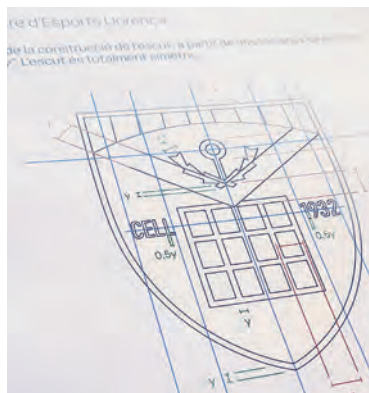 re d'Esports Llorençà
de la construcció de l'escut, a partir de
y". L'escut és totalment simètric.
y
CELL
1932
0,5y
0,5y
y
y